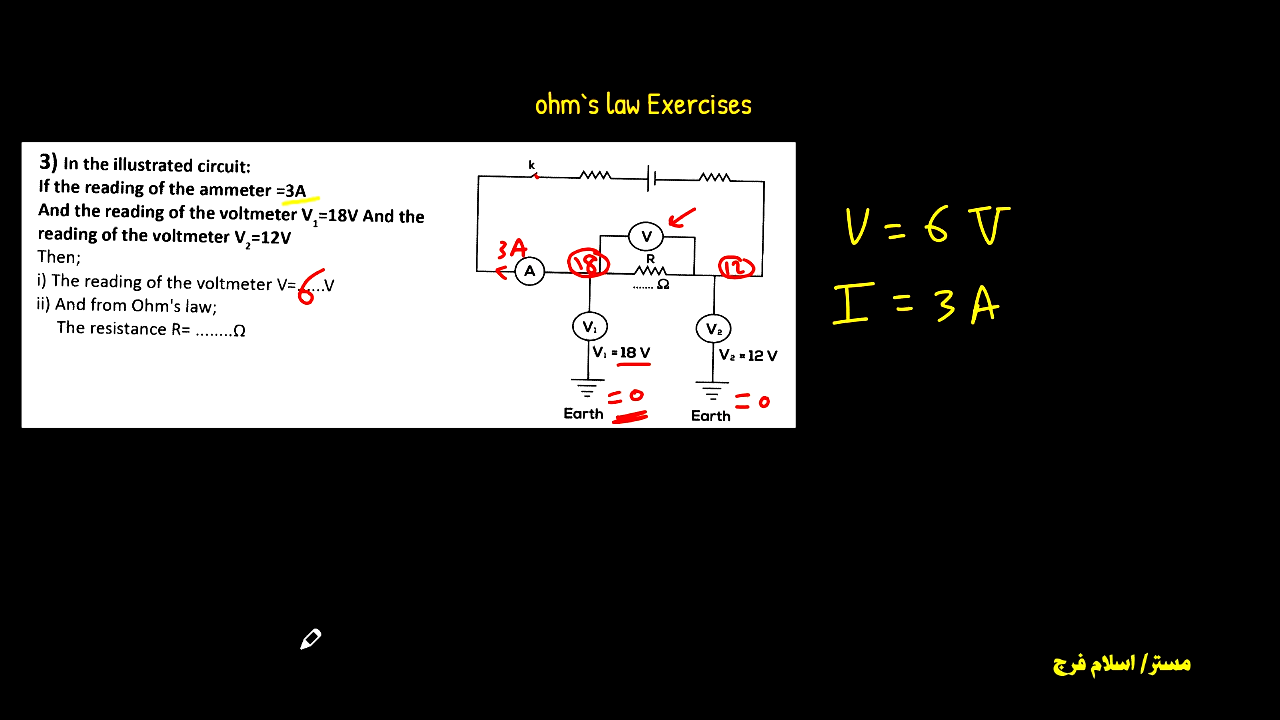 ohm`s law Exercises
3) In the illustrated circuit:
If the reading of the ammeter =3A
And the reading of the voltmeter V1=18V And the
reading of the voltmeter V2=12V
Then;
i) The reading of the voltmeter V=......V
6
ii) And from Ohm's law;
The resistance R= ........Ω
k
V
R
3A
A
18
12
....... Ω
V1
V2
V1 = 18 V
V2 = 12 V
= 0
= 0
Earth
Earth
V = 6 V
I = 3 A
مستر/ اسلام فرج